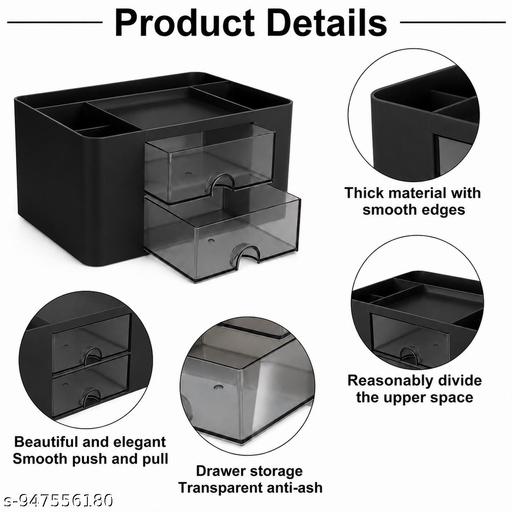 Product Details
Thick material with
smooth edges
Reasonably divide
the upper space
Beautiful and elegant
Smooth push and pull
Drawer storage
Transparent anti-ash
s-947556180